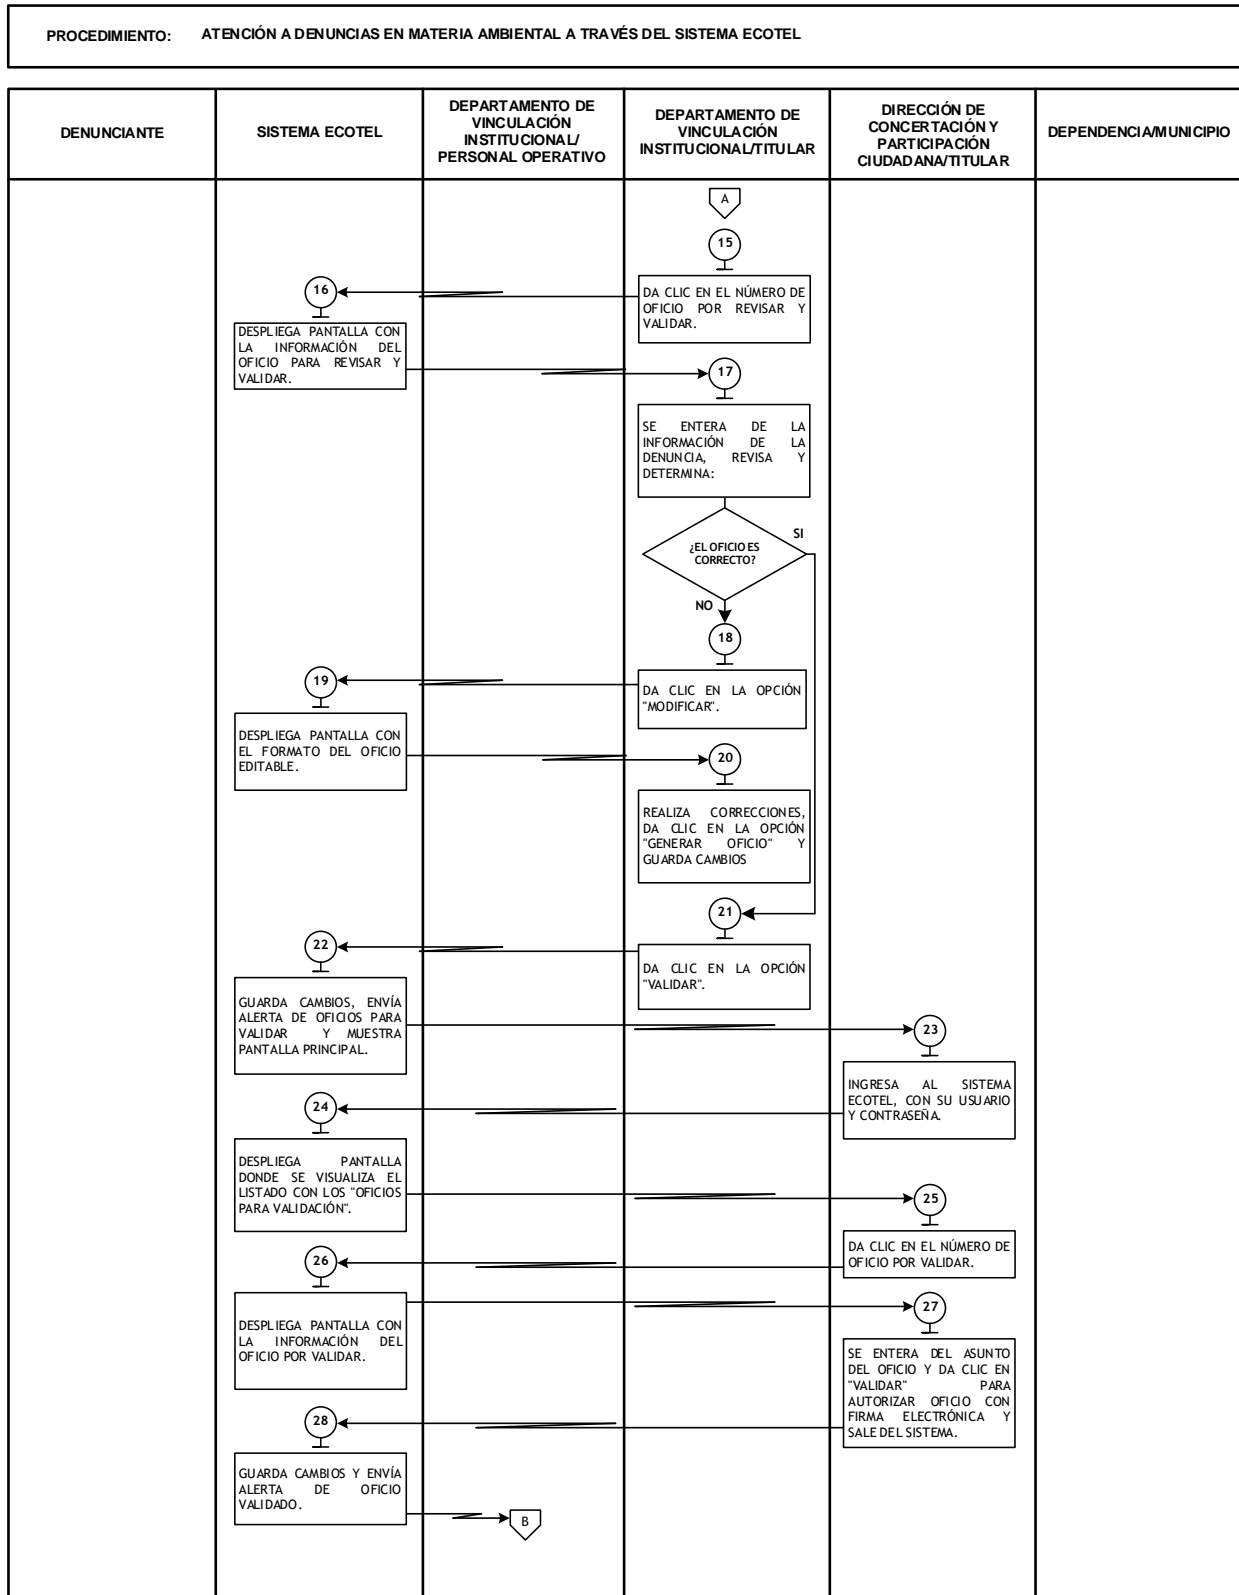 PROCEDIMIENTO: ATENCIÓN A DENUNCIAS EN MATERIA AMBIENTAL A TRAVÉS DEL SISTEMA ECOTEL
DENUNCIANTE
SISTEMA ECOTEL
DEPARTAMENTO DE
VINCULACIÓN
INSTITUCIONAL/
PERSONAL OPERATIVO
DEPARTAMENTO DE
VINCULACIÓN
INSTITUCIONAL/TITULAR
DIRECCIÓN DE
CONCERTACIÓN Y
PARTICIPACIÓN
CIUDADANA/TITULAR
DEPENDENCIA/MUNICIPIO
A
15
DA CLIC EN EL NÚMERO DE
OFICIO POR REVISAR Y
VALIDAR.
16
DESPLIEGA PANTALLA CON
LA INFORMACIÓN DEL
OFICIO PARA REVISAR Y
VALIDAR.
17
SE ENTERA DE LA
INFORMACIÓN DE LA
DENUNCIA, REVISA Y
DETERMINA:
¿EL OFICIO ES
CORRECTO?
SI
NO
18
DA CLIC EN LA OPCIÓN
"MODIFICAR".
19
DESPLIEGA PANTALLA CON
EL FORMATO DEL OFICIO
EDITABLE.
20
REALIZA CORRECCIONES,
DA CLIC EN LA OPCIÓN
"GENERAR OFICIO" Y
GUARDA CAMBIOS
21
DA CLIC EN LA OPCIÓN
"VALIDAR".
22
GUARDA CAMBIOS, ENVÍA
ALERTA DE OFICIOS PARA
VALIDAR Y MUESTRA
PANTALLA PRINCIPAL.
23
INGRESA AL SISTEMA
ECOTEL, CON SU USUARIO
Y CONTRASEÑA.
24
DESPLIEGA PANTALLA
DONDE SE VISUALIZA EL
LISTADO CON LOS "OFICIOS
PARA VALIDACIÓN".
25
DA CLIC EN EL NÚMERO DE
OFICIO POR VALIDAR.
26
DESPLIEGA PANTALLA CON
LA INFORMACIÓN DEL
OFICIO POR VALIDAR.
27
SE ENTERA DEL ASUNTO
DEL OFICIO Y DA CLIC EN
"VALIDAR" PARA
AUTORIZAR OFICIO CON
FIRMA ELECTRÓNICA Y
SALE DEL SISTEMA.
28
GUARDA CAMBIOS Y ENVÍA
ALERTA DE OFICIO
VALIDADO.
B